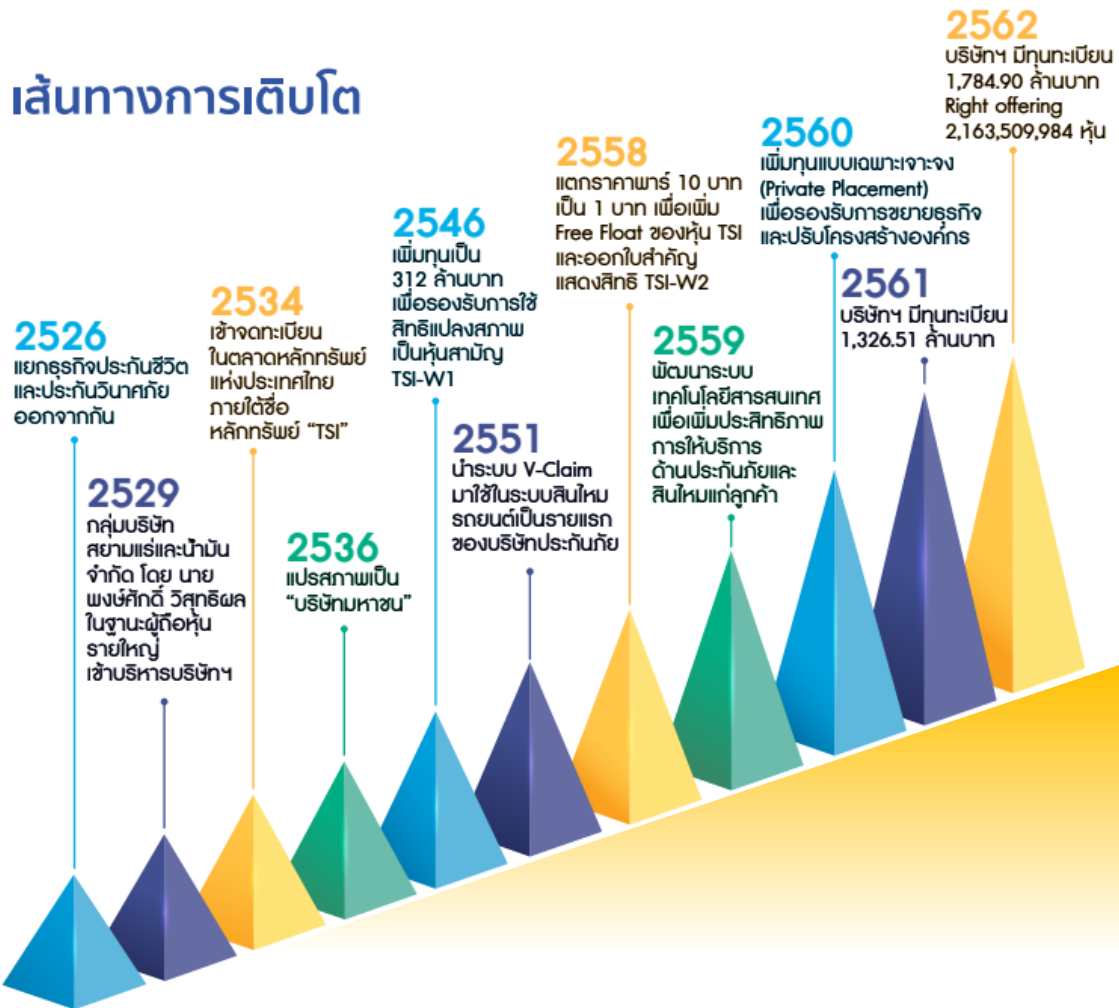 เส้นทางการเติบโต
2526
แยกธุรกิจประกันชีวิต
และประกันวินาศภัย
ออกจากกัน
2529
กลุ่มบริษัท
สยามแร่และน้ำมัน
จำกัด โดย นาย
พงษ์ศักดิ์ วิสุทธิผล
ในฐานะผู้ถือหุ้น
รายใหญ่
เข้าบริหารบริษัทฯ
2534
เข้าจดทะเบียน
ในตลาดหลักทรัพย์
แห่งประเทศไทย
ภายใต้ชื่อ
หลักทรัพย์ “TSI”
2536
แปรสภาพเป็น
“บริษัทมหาชน”
2546
เพิ่มทุนเป็น
312 ล้านบาท
เพื่อรองรับการใช้
สิทธิแปลงสภาพ
เป็นหุ้นสามัญ
TSI-W1
2551
นำระบบ V-Claim
มาใช้ในระบบสินไหม
รถยนต์เป็นรายแรก
ของบริษัทประกันภัย
2558
แตกราคาพาร์ 10 บาท
เป็น 1 บาท เพื่อเพิ่ม
Free Float ของหุ้น TSI
และออกใบสำคัญ
แสดงสิทธิ TSI-W2
2559
พัฒนาระบบ
เทคโนโลยีสารสนเทศ
เพื่อเพิ่มประสิทธิภาพ
การให้บริการ
ด้านประกันภัยและ
สินไหมแก่ลูกค้า
2560
เพิ่มทุนแบบเฉพาะเจาะจง
(Private Placement)
เพื่อรองรับการขยายธุรกิจ
และปรับโครงสร้างองค์กร
2561
บริษัทฯ มีทุนทะเบียน
1,326.51 ล้านบาท
2562
บริษัทฯ มีทุนทะเบียน
1,784.90 ล้านบาท
Right offering
2,163,509,984 หุ้น